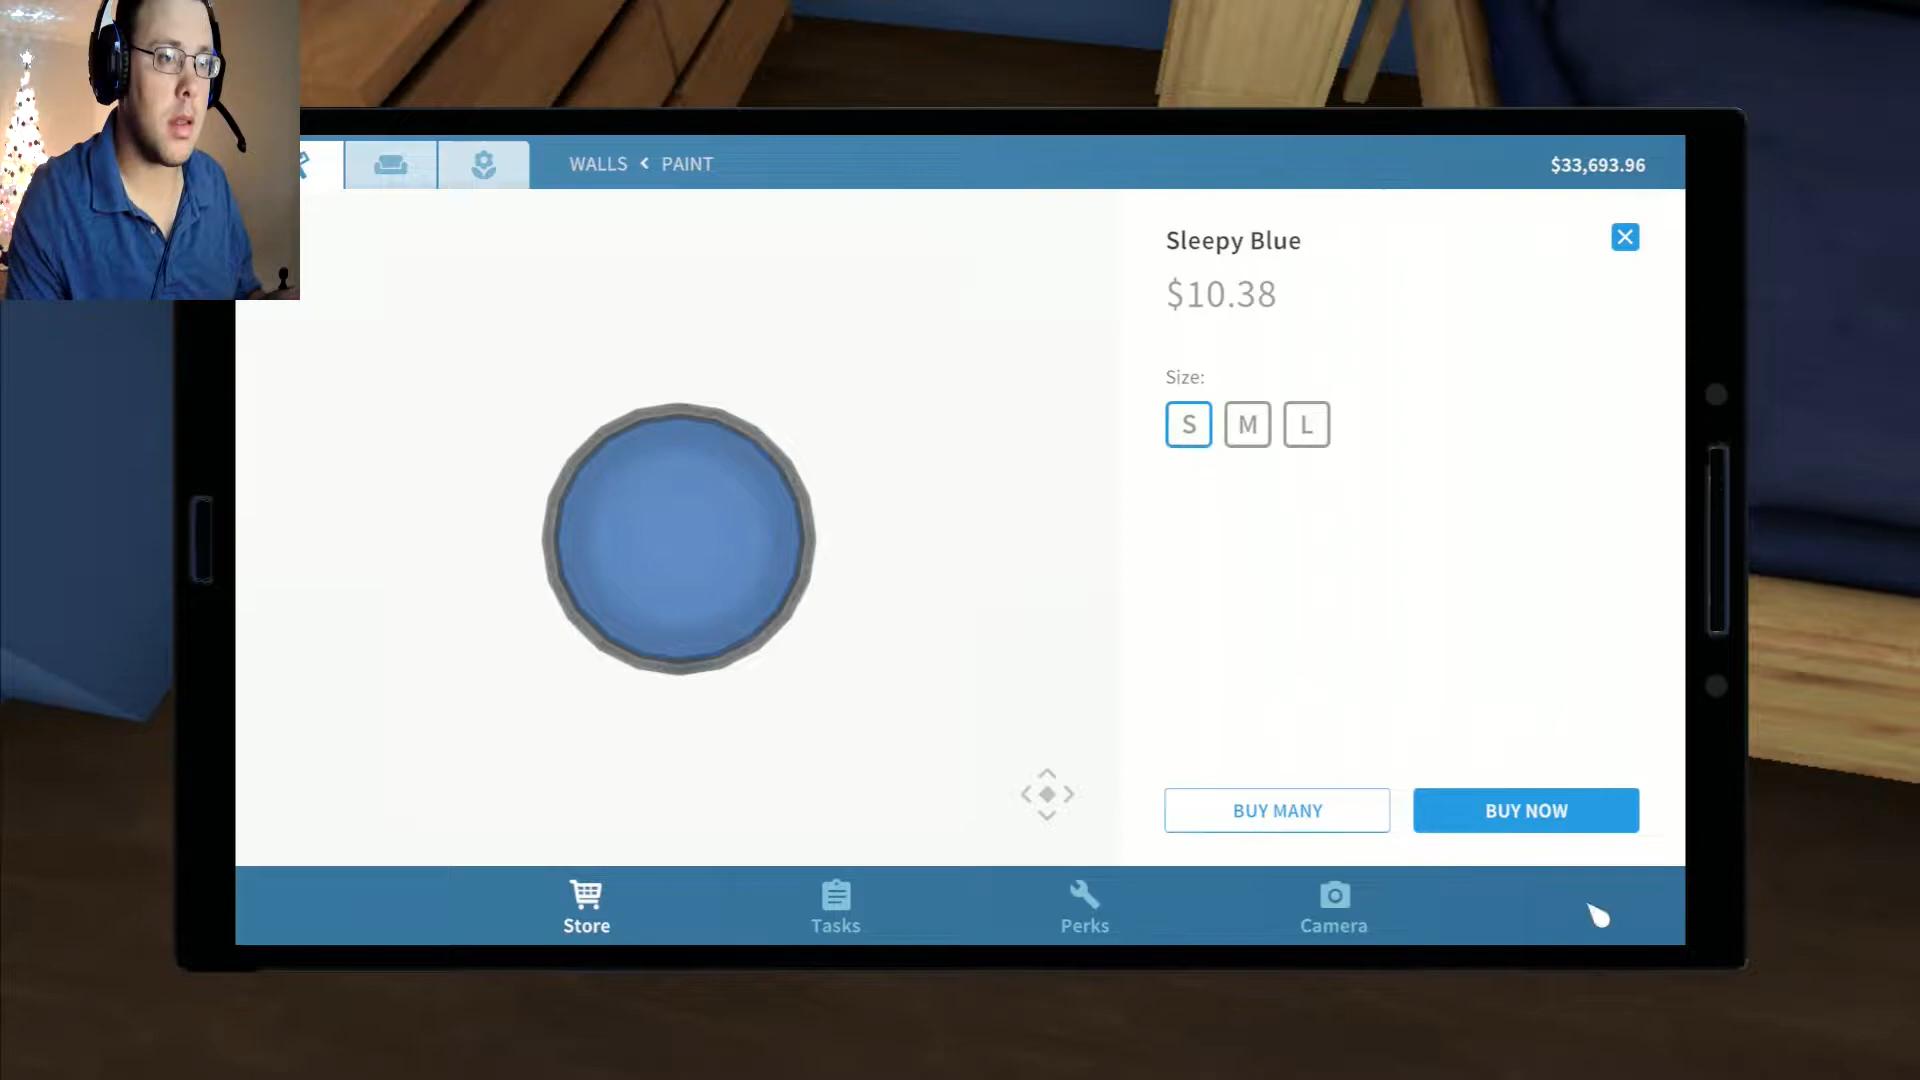 WALLS < PAINT
$33,693.96
Sleepy Blue
$10.38
Size:
S M L
BUY MANY
BUY NOW
Store
Tasks
Perks
Camera